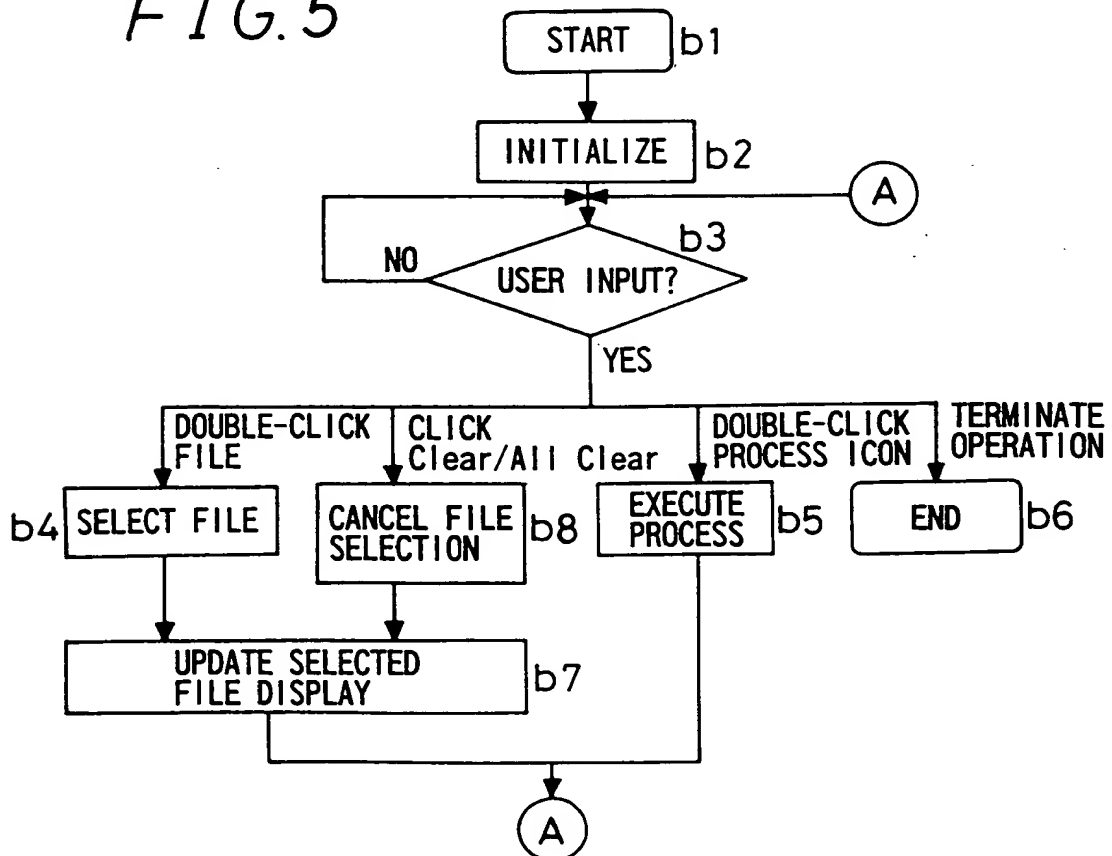 FIG.5
START b1
INITIALIZE b2
A
b3
NO
USER INPUT?
YES
DOUBLE-CLICK
FILE
CLICK
Clear/All Clear
DOUBLE-CLICK
PROCESS ICON
TERMINATE
OPERATION
b4 SELECT FILE
CANCEL FILE
SELECTION
b8
EXECUTE
PROCESS
b5
END b6
UPDATE SELECTED
FILE DISPLAY
b7
A